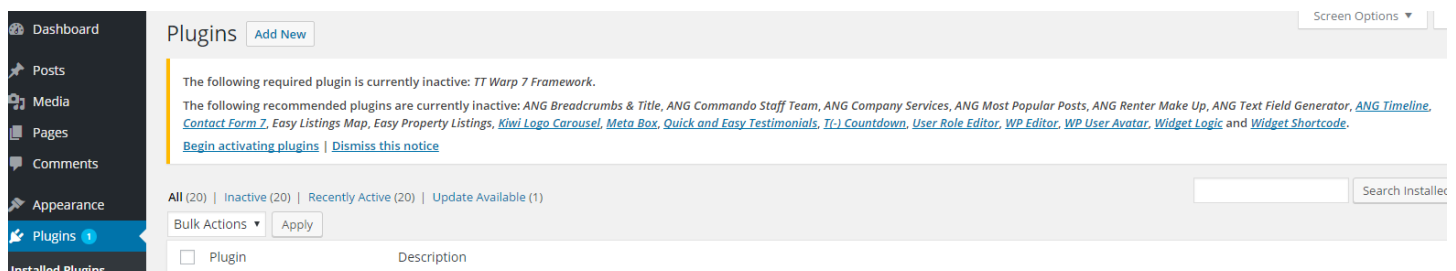 Dashboard
Posts
Media
Pages
Comments
Appearance
Plugins 1
Installed Plugins
Screen Options ▼
Plugins Add New
The following required plugin is currently inactive: TT Warp 7 Framework.
The following recommended plugins are currently inactive: ANG Breadcrumbs & Title, ANG Commando Staff Team, ANG Company Services, ANG Most Popular Posts, ANG Renter Make Up, ANG Text Field Generator, ANG Timeline,
Contact Form 7, Easy Listings Map, Easy Property Listings, Kiwi Logo Carousel, Meta Box, Quick and Easy Testimonials, T(-) Countdown, User Role Editor, WP Editor, WP User Avatar, Widget Logic and Widget Shortcode.
Begin activating plugins | Dismiss this notice
All (20) | Inactive (20) | Recently Active (20) | Update Available (1)
Search Installed
Bulk Actions ▼ Apply
Plugin Description